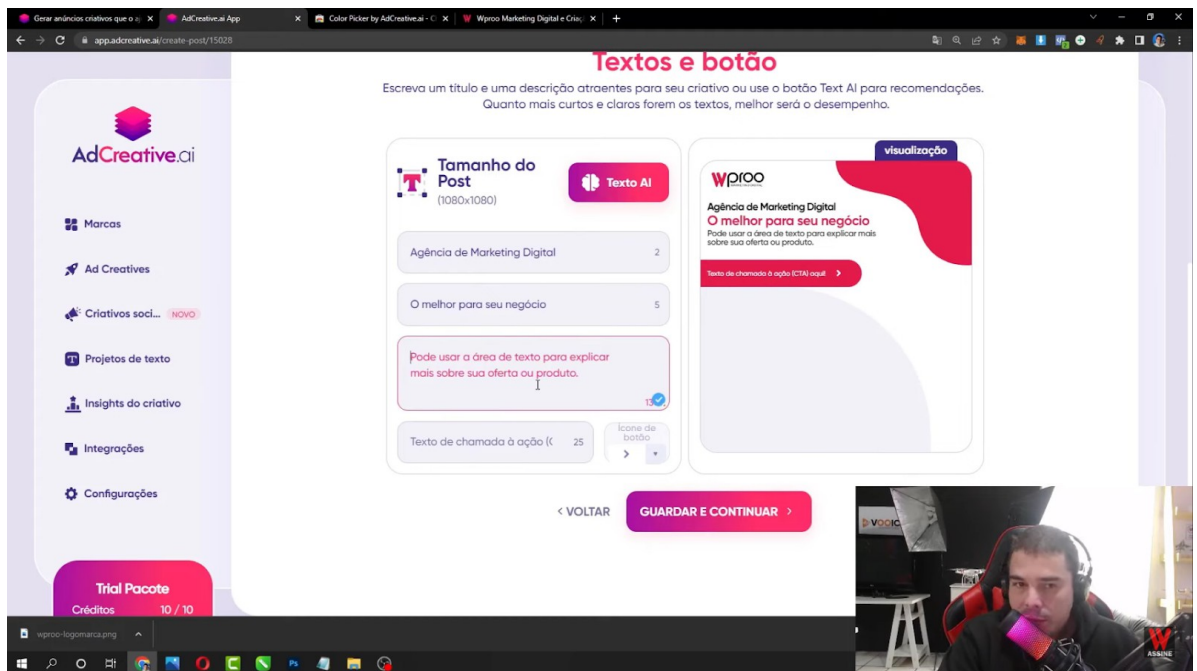 Gerar anúncios criativos que o aj
AdCreative.ai App
Color Picker by AdCreative.ai - C
Wproo Marketing Digital e Criaç
app.adcreative.ai/create-post/15028
AdCreative.ai
Marcas
Ad Creatives
Criativos soci... NOVO
Projetos de texto
Insights do criativo
Integrações
Configurações
Trial Pacote
Créditos 10 / 10
Textos e botão
Escreva um título e uma descrição atraentes para seu criativo ou use o botão Text AI para recomendações.
Quanto mais curtos e claros forem os textos, melhor será o desempenho.
Tamanho do
Post
(1080x1080)
Texto AI
Agência de Marketing Digital 2
O melhor para seu negócio 5
Pode usar a área de texto para explicar
mais sobre sua oferta ou produto.
Texto de chamada à ação (C 25
Ícone de
botão
< VOLTAR
GUARDAR E CONTINUAR >
visualização
Wproo
Agência de Marketing Digital
O melhor para seu negócio
Pode usar a área de texto para explicar mais
sobre sua oferta ou produto.
Texto de chamada à ação (CTA) aqui!
wproo-logomarca.png
ASSINE